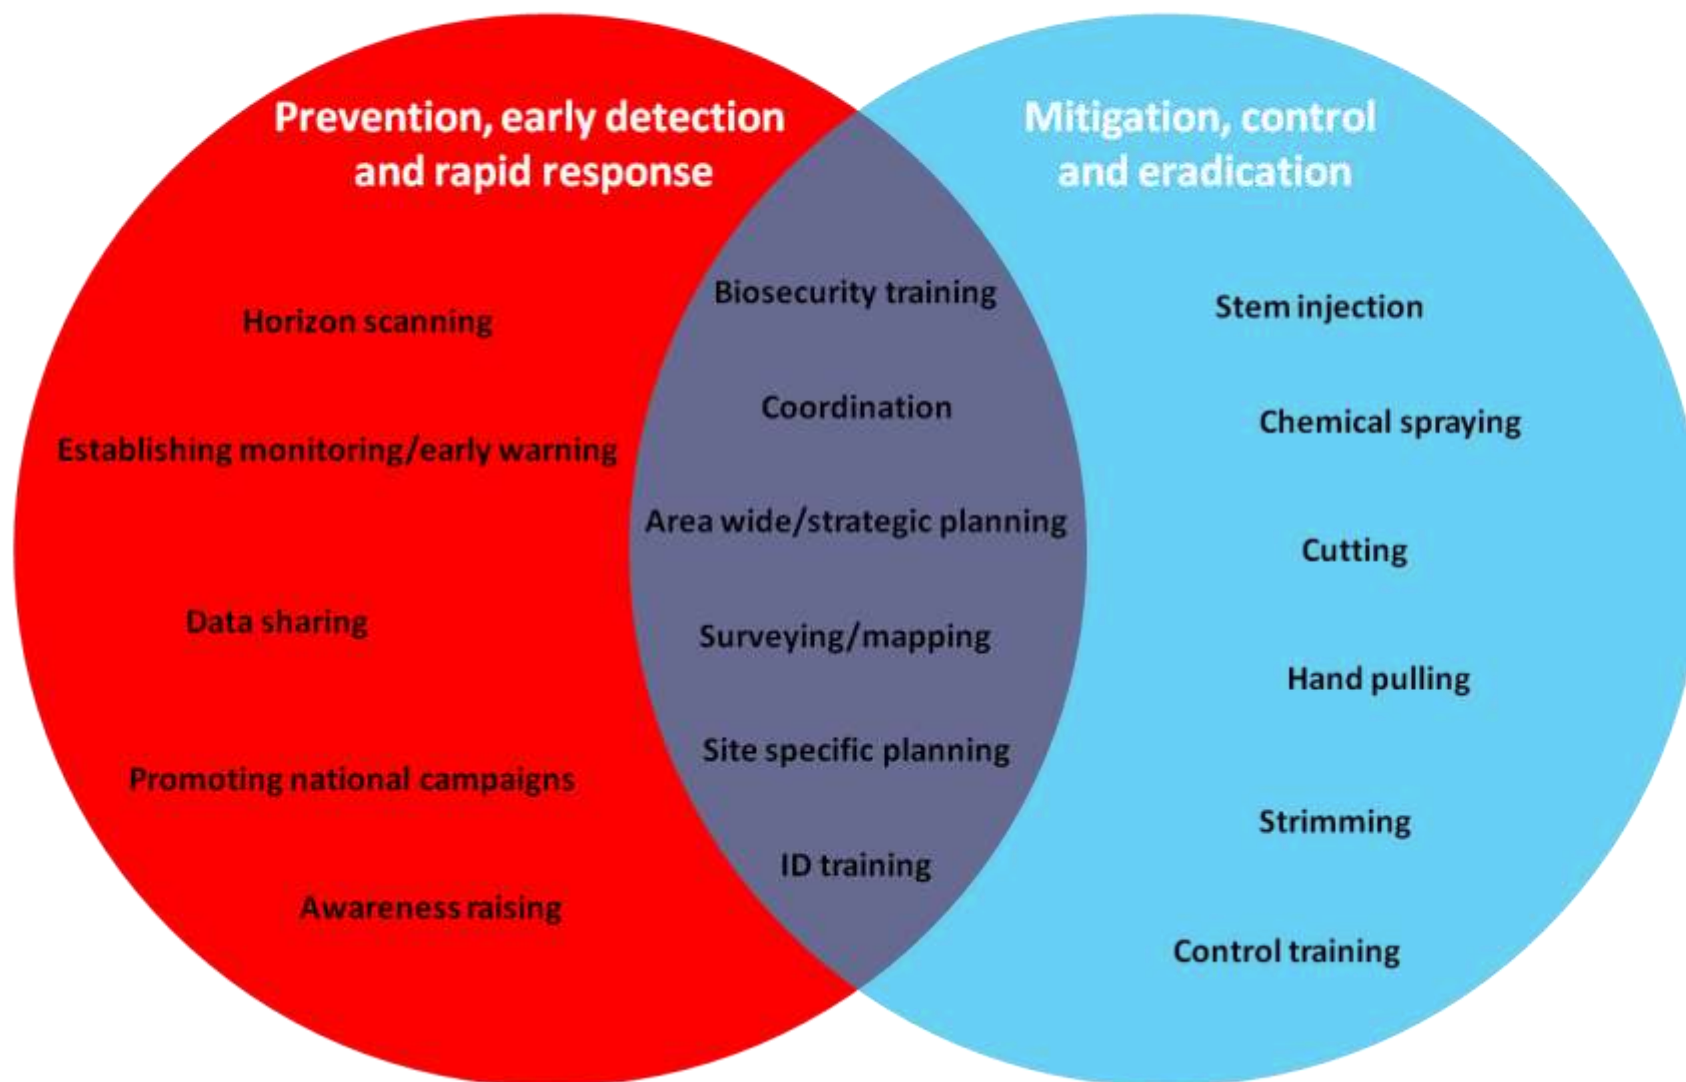 Prevention, early detection
and rapid response
Horizon scanning
Establishing monitoring/early warning
Data sharing
Promoting national campaigns
Awareness raising
Biosecurity training
Coordination
Area wide/strategic planning
Surveying/mapping
Site specific planning
ID training
Mitigation, control
and eradication
Stem injection
Chemical spraying
Cutting
Hand pulling
Strimming
Control training